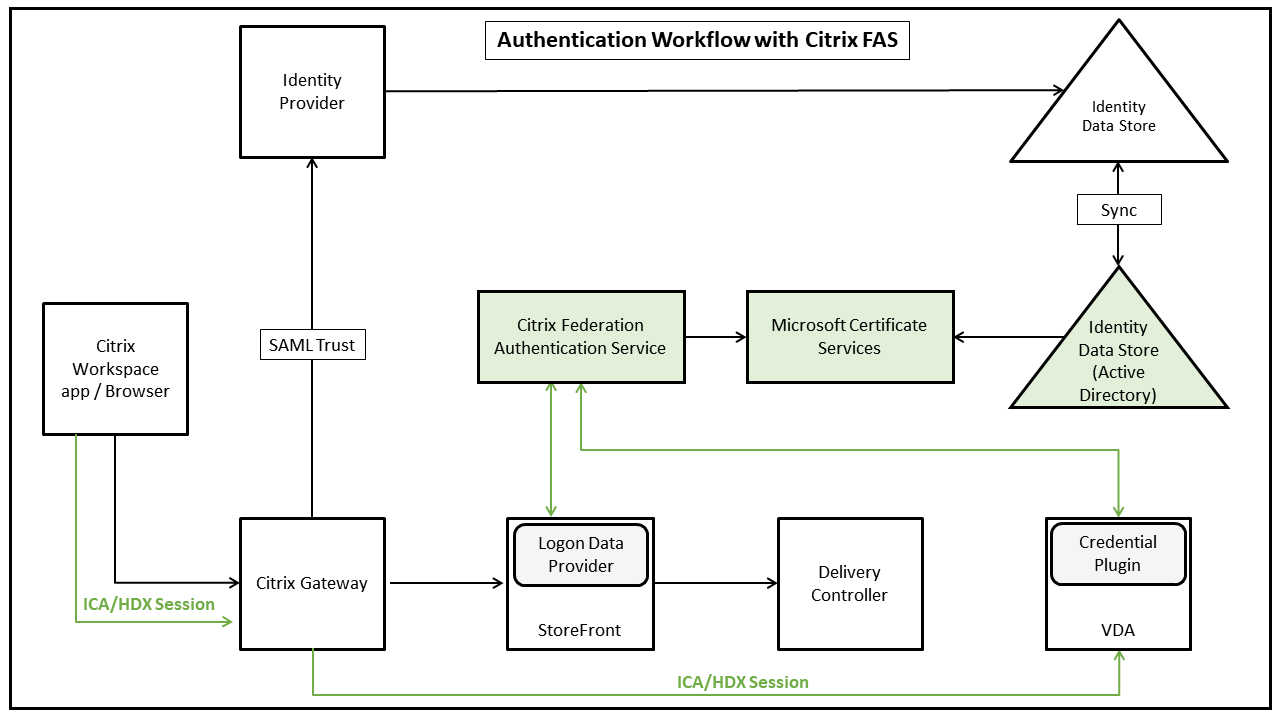 Authentication Workflow with Citrix FAS
Identity
Provider
Identity
Data Store
Sync
SAML Trust
Citrix
Workspace
app / Browser
Citrix Federation
Authentication Service
Microsoft Certificate
Services
Identity
Data Store
(Active
Directory)
Citrix Gateway
Logon Data
Provider
StoreFront
Delivery
Controller
Credential
Plugin
VDA
ICA/HDX Session
ICA/HDX Session